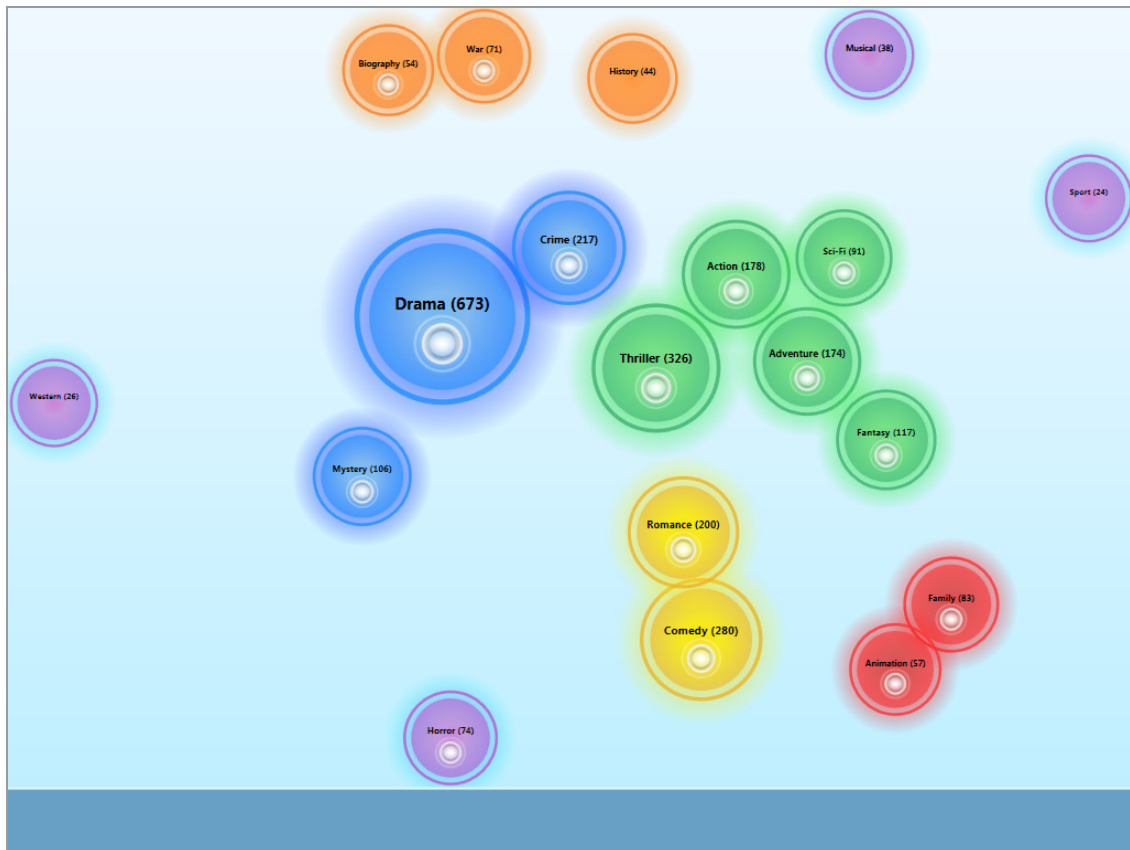 War (71)
Musical (38)
Biography (54)
History (44)
Sport (24)
Crime (217)
Sci-Fi (91)
Action (178)
Drama (673)
Thriller (326)
Adventure (174)
Western (26)
Fantasy (117)
Mystery (106)
Romance (200)
Family (83)
Comedy (280)
Animation (57)
Horror (74)